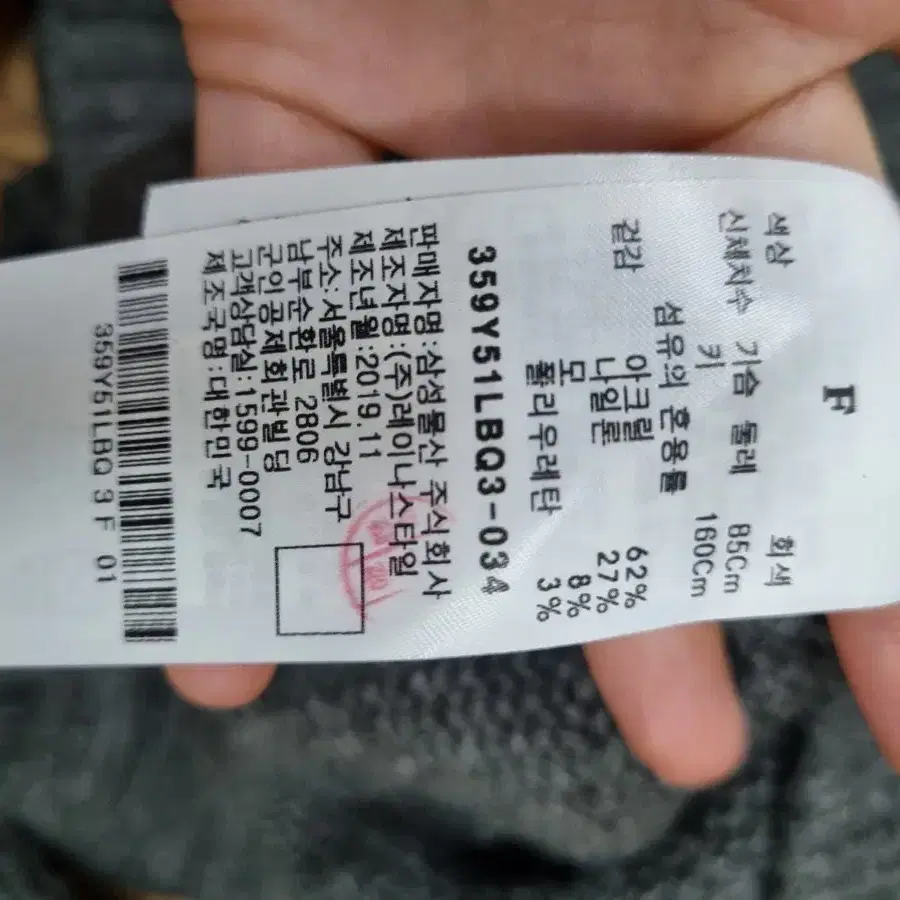 F
색상 회색
신체치수 가슴 둘레 85Cm
키 160Cm
섬유의 혼용률
겉감 아크릴 62%
나일론 27%
모 8%
폴리우레탄 3%
359Y51LBQ3-034
판매자명:삼성물산 주식회사
제조자명:(주)레이나스타일
제조년월:2019.11
주소:서울특별시 강남구
남부순환로 2806
군인공제회관빌딩
고객상담실:1599-0007
제조국명:대한민국
359Y51LBQ 3 F 01